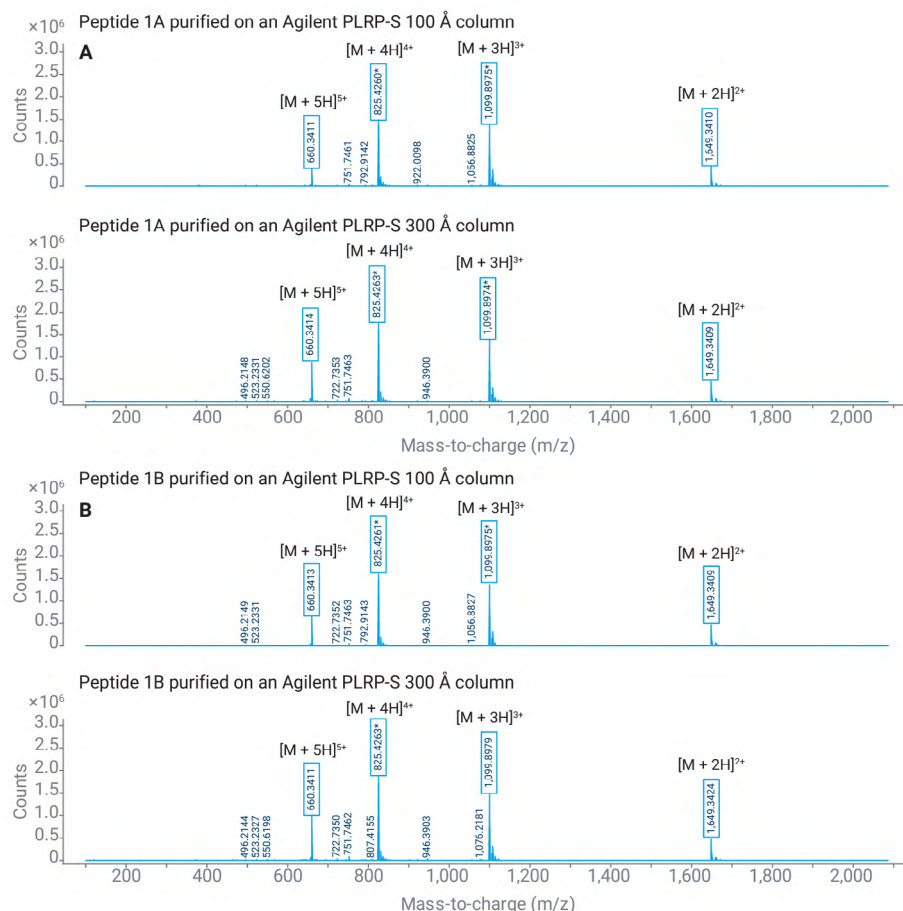 Peptide 1A purified on an Agilent PLRP-S 100 Å column
×10⁶
A
[M + 5H]⁵⁺
[M + 4H]⁴⁺
[M + 3H]³⁺
[M + 2H]²⁺
Counts
3.0
2.5
2.0
1.5
1.0
0.5
0
660.3411
751.7461
792.9142
825.4260*
922.0098
1,056.8825
1,099.8975*
1,649.3410
Peptide 1A purified on an Agilent PLRP-S 300 Å column
×10⁶
[M + 5H]⁵⁺
[M + 4H]⁴⁺
[M + 3H]³⁺
[M + 2H]²⁺
Counts
3.0
2.5
2.0
1.5
1.0
0.5
0
496.2148
523.2331
550.6202
660.3414
722.7353
751.7463
825.4263*
946.3900
1,099.8974*
1,649.3409
200 400 600 800 1,000 1,200 1,400 1,600 1,800 2,000
Mass-to-charge (m/z)
Peptide 1B purified on an Agilent PLRP-S 100 Å column
×10⁶
B
[M + 5H]⁵⁺
[M + 4H]⁴⁺
[M + 3H]³⁺
[M + 2H]²⁺
Counts
3.0
2.5
2.0
1.5
1.0
0.5
0
496.2149
523.2331
660.3413
722.7352
751.7463
792.9143
825.4261*
946.3900
1,056.8827
1,099.8975*
1,649.3409
Peptide 1B purified on an Agilent PLRP-S 300 Å column
×10⁶
[M + 5H]⁵⁺
[M + 4H]⁴⁺
[M + 3H]³⁺
[M + 2H]²⁺
Counts
3.0
2.5
2.0
1.5
1.0
0.5
0
496.2144
523.2327
550.6198
660.3411
722.7350
751.7462
807.4155
825.4263*
946.3903
1,076.2181
1,099.8979
1,649.3424
200 400 600 800 1,000 1,200 1,400 1,600 1,800 2,000
Mass-to-charge (m/z)